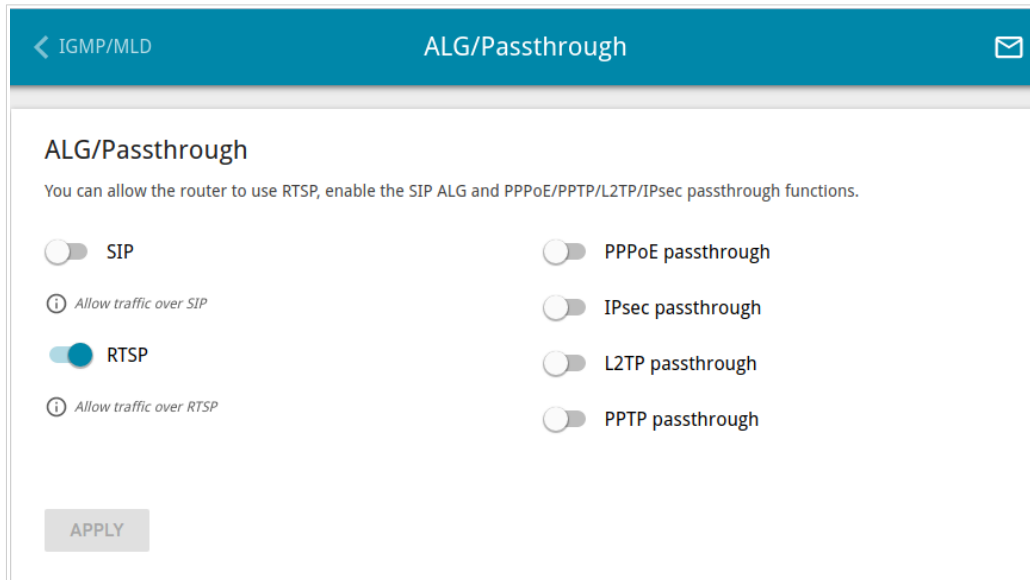 IGMP/MLD
ALG/Passthrough
ALG/Passthrough
You can allow the router to use RTSP, enable the SIP ALG and PPPoE/PPTP/L2TP/IPsec passthrough functions.
SIP
Allow traffic over SIP
RTSP
Allow traffic over RTSP
PPPoE passthrough
IPsec passthrough
L2TP passthrough
PPTP passthrough
APPLY